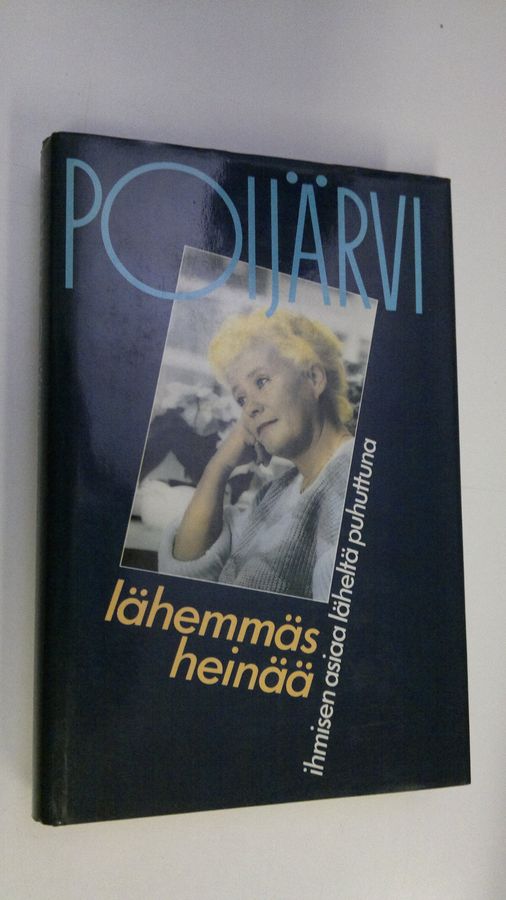 POIJÄRVI
lähemmäs
heinää
ihmisen asiaa läheltä puhuttuna